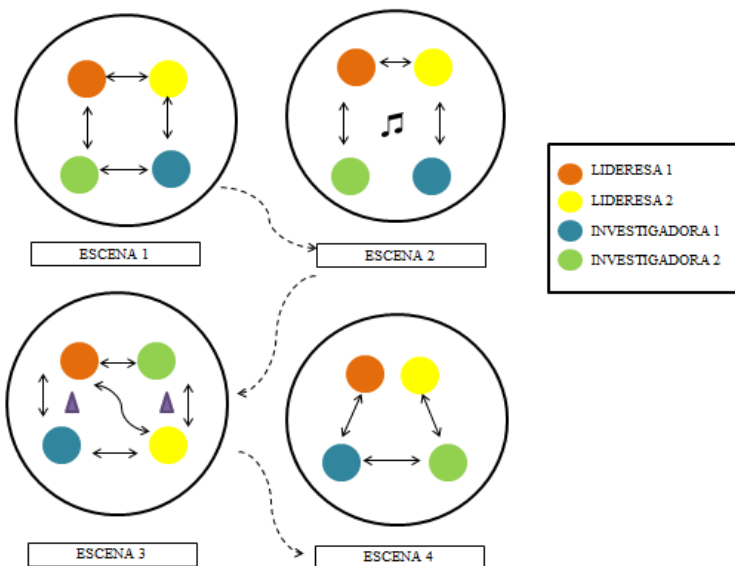 LIDERESA 1
LIDERESA 2
INVESTIGADORA 1
INVESTIGADORA 2
ESCENA 1
ESCENA 2
ESCENA 3
ESCENA 4